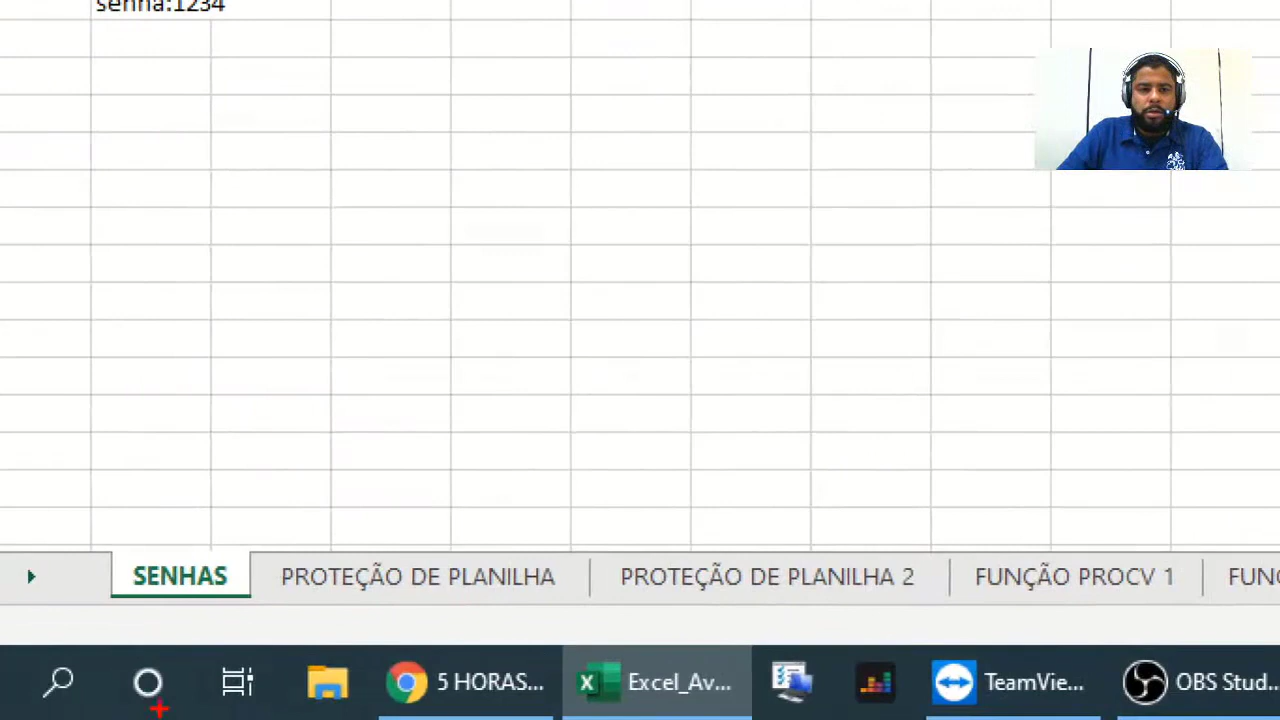 senha:1234
SENHAS PROTEÇÃO DE PLANILHA PROTEÇÃO DE PLANILHA 2 FUNÇÃO PROCV 1 FUNÇ
5 HORAS... Excel_Av... TeamVie... OBS Stud...